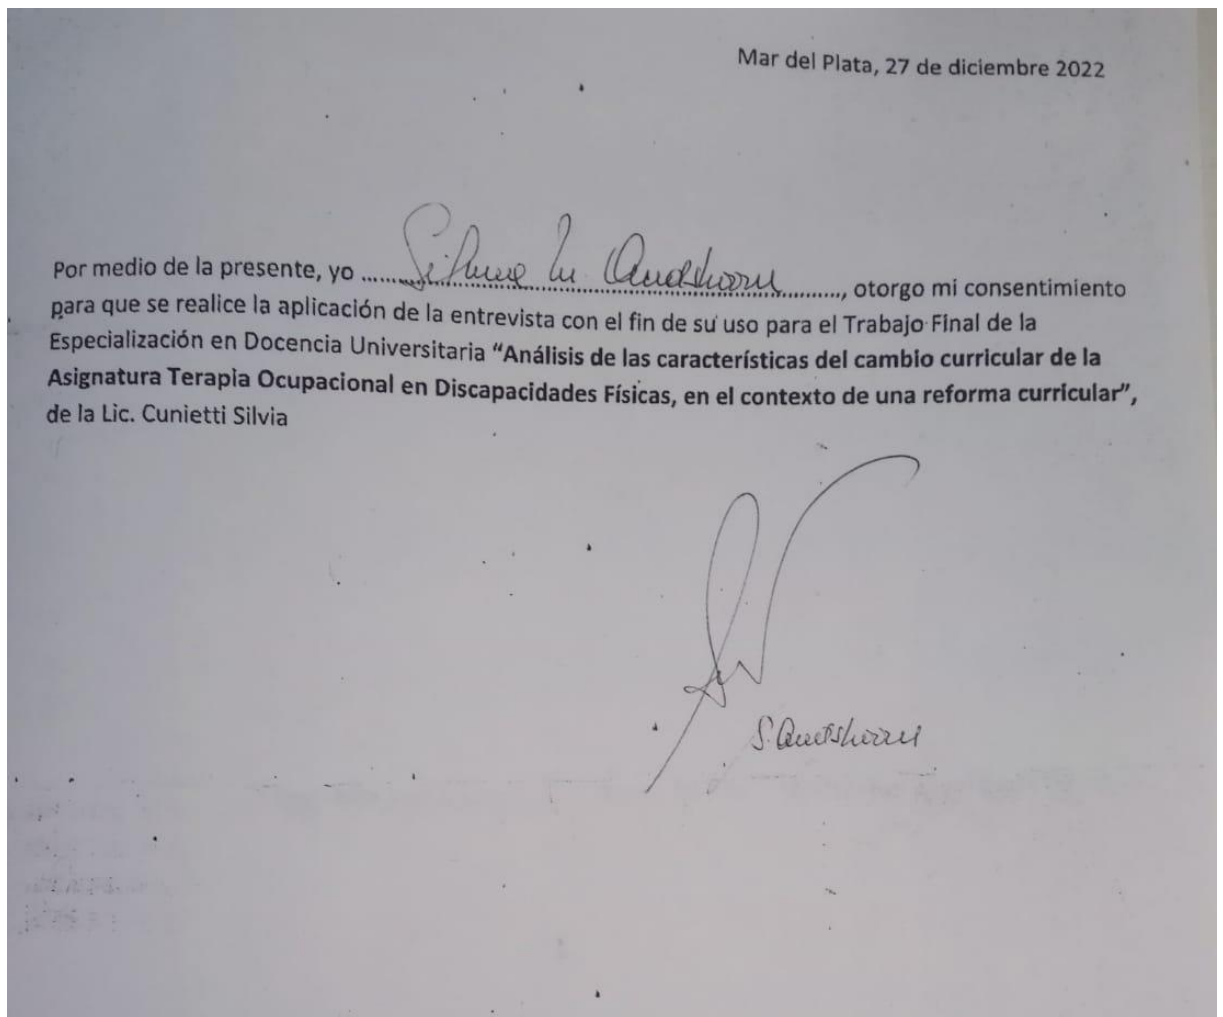 Mar del Plata, 27 de diciembre 2022
Por medio de la presente, yo ................, otorgo mi consentimiento
para que se realice la aplicación de la entrevista con el fin de su uso para el Trabajo Final de la
Especialización en Docencia Universitaria “Análisis de las características del cambio curricular de la
Asignatura Terapia Ocupacional en Discapacidades Físicas, en el contexto de una reforma curricular”,
de la Lic. Cunietti Silvia